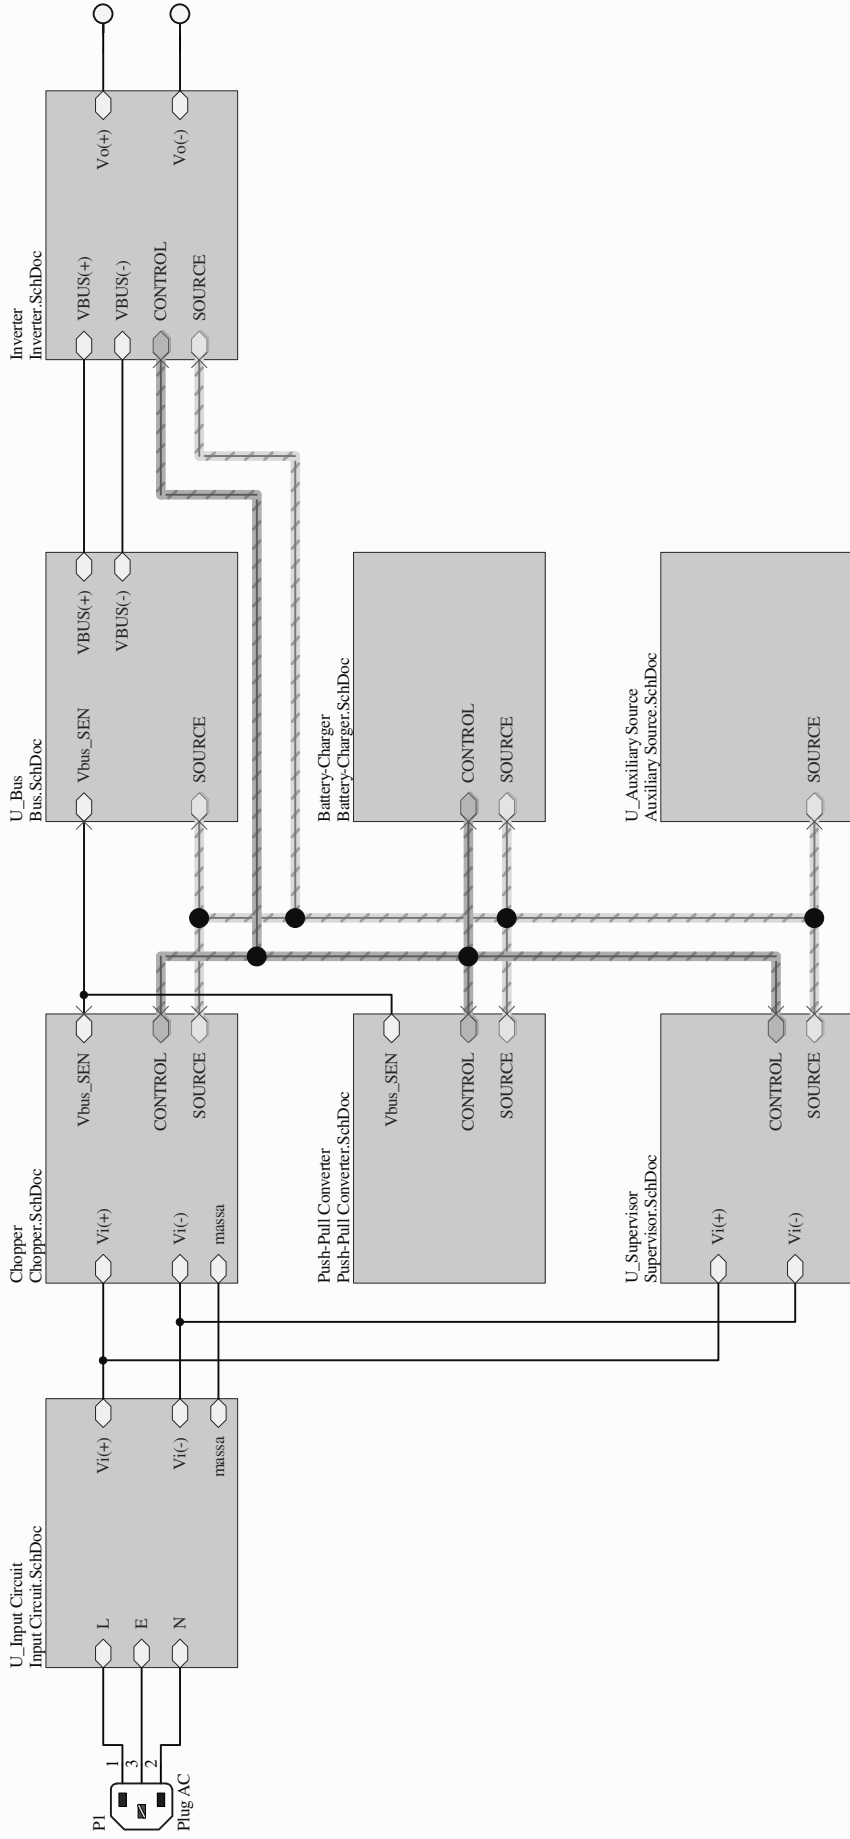 P1
Plug AC
1
3
2
U_Input Circuit
Input Circuit.SchDoc
L
E
N
Vi(+)
Vi(-)
massa
Chopper
Chopper.SchDoc
Vi(+)
Vi(-)
massa
Vbus_SEN
CONTROL
SOURCE
U_Bus
Bus.SchDoc
Vbus_SEN
SOURCE
VBUS(+)
VBUS(-)
Inverter
Inverter.SchDoc
VBUS(+)
VBUS(-)
CONTROL
SOURCE
Vo(+)
Vo(-)
Push-Pull Converter
Push-Pull Converter.SchDoc
Vbus_SEN
CONTROL
SOURCE
Battery-Charger
Battery-Charger.SchDoc
CONTROL
SOURCE
U_Supervisor
Supervisor.SchDoc
Vi(+)
Vi(-)
CONTROL
SOURCE
U_Auxiliary Source
Auxiliary Source.SchDoc
SOURCE